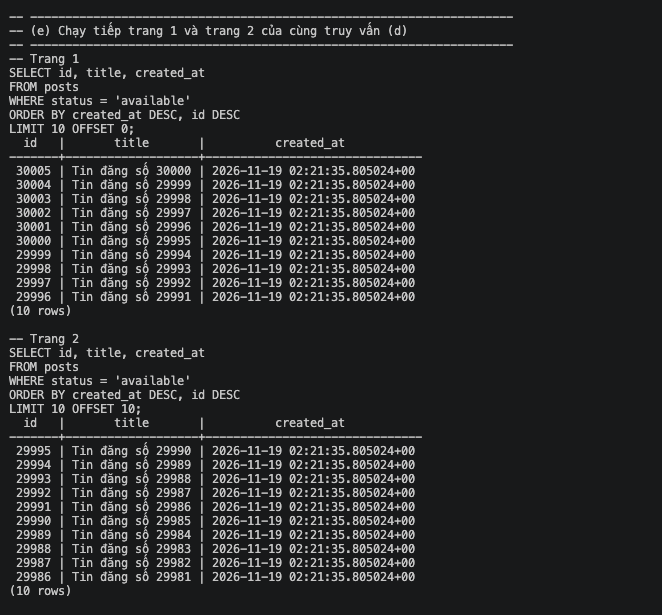 -- ---------------------------------------------------------------
-- (e) Chạy tiếp trang 1 và trang 2 của cùng truy vấn (d)
-- ---------------------------------------------------------------
-- Trang 1
SELECT id, title, created_at
FROM posts
WHERE status = 'available'
ORDER BY created_at DESC, id DESC
LIMIT 10 OFFSET 0;
  id   |       title       |          created_at
-------+-------------------+-------------------------------
 30005 | Tin đăng số 30000 | 2026-11-19 02:21:35.805024+00
 30004 | Tin đăng số 29999 | 2026-11-19 02:21:35.805024+00
 30003 | Tin đăng số 29998 | 2026-11-19 02:21:35.805024+00
 30002 | Tin đăng số 29997 | 2026-11-19 02:21:35.805024+00
 30001 | Tin đăng số 29996 | 2026-11-19 02:21:35.805024+00
 30000 | Tin đăng số 29995 | 2026-11-19 02:21:35.805024+00
 29999 | Tin đăng số 29994 | 2026-11-19 02:21:35.805024+00
 29998 | Tin đăng số 29993 | 2026-11-19 02:21:35.805024+00
 29997 | Tin đăng số 29992 | 2026-11-19 02:21:35.805024+00
 29996 | Tin đăng số 29991 | 2026-11-19 02:21:35.805024+00
(10 rows)

-- Trang 2
SELECT id, title, created_at
FROM posts
WHERE status = 'available'
ORDER BY created_at DESC, id DESC
LIMIT 10 OFFSET 10;
  id   |       title       |          created_at
-------+-------------------+-------------------------------
 29995 | Tin đăng số 29990 | 2026-11-19 02:21:35.805024+00
 29994 | Tin đăng số 29989 | 2026-11-19 02:21:35.805024+00
 29993 | Tin đăng số 29988 | 2026-11-19 02:21:35.805024+00
 29992 | Tin đăng số 29987 | 2026-11-19 02:21:35.805024+00
 29991 | Tin đăng số 29986 | 2026-11-19 02:21:35.805024+00
 29990 | Tin đăng số 29985 | 2026-11-19 02:21:35.805024+00
 29989 | Tin đăng số 29984 | 2026-11-19 02:21:35.805024+00
 29988 | Tin đăng số 29983 | 2026-11-19 02:21:35.805024+00
 29987 | Tin đăng số 29982 | 2026-11-19 02:21:35.805024+00
 29986 | Tin đăng số 29981 | 2026-11-19 02:21:35.805024+00
(10 rows)